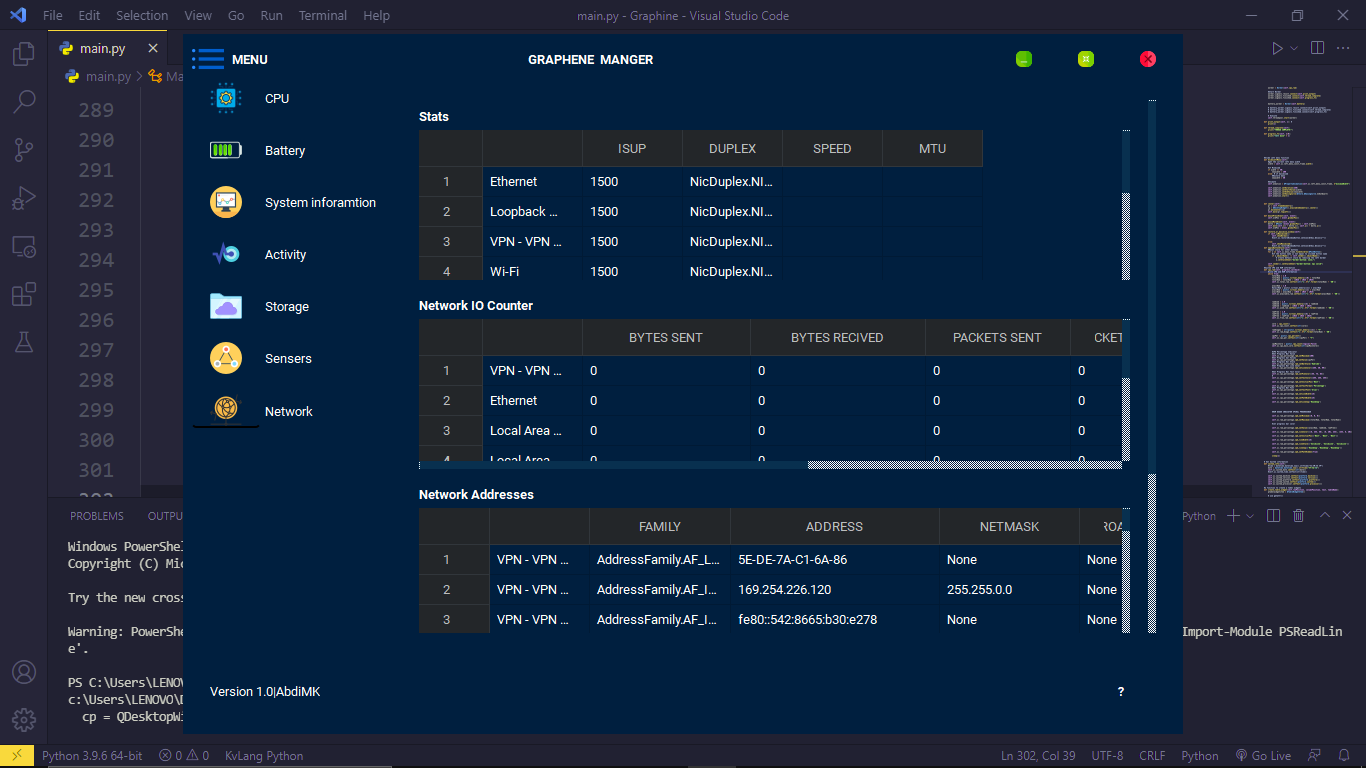 File Edit Selection View Go Run Terminal Help main.py - Graphine - Visual Studio Code
main.py
main.py > Ma
MENU GRAPHENE MANGER
CPU
Battery
System inforamtion
Activity
Storage
Sensers
Network
289
290
291
292
293
294
295
296
297
298
299
300
301
Stats
ISUP DUPLEX SPEED MTU
1 Ethernet 1500 NicDuplex.NI...
2 Loopback ... 1500 NicDuplex.NI...
3 VPN - VPN ... 1500 NicDuplex.NI...
4 Wi-Fi 1500 NicDuplex.NI...
Network IO Counter
BYTES SENT BYTES RECIVED PACKETS SENT CKET
1 VPN - VPN ... 0 0 0 0
2 Ethernet 0 0 0 0
3 Local Area ... 0 0 0 0
4 Local Area ... 0 0 0 0
Network Addresses
FAMILY ADDRESS NETMASK ROA
1 VPN - VPN ... AddressFamily.AF_L... 5E-DE-7A-C1-6A-86 None None
2 VPN - VPN ... AddressFamily.AF_I... 169.254.226.120 255.255.0.0 None
3 VPN - VPN ... AddressFamily.AF_I... fe80::542:8665:b30:e278 None None
Version 1.0|AbdiMK ?
PROBLEMS OUTPU Python
Windows PowerShel
Copyright (C) Mic
Try the new cross
Warning: PowerShe Import-Module PSReadLin
e'.
PS C:\Users\LENOV
c:\Users\LENOVO\D
cp = QDesktopWi
Python 3.9.6 64-bit 0 0 KvLang Python Ln 302, Col 39 UTF-8 CRLF Python Go Live